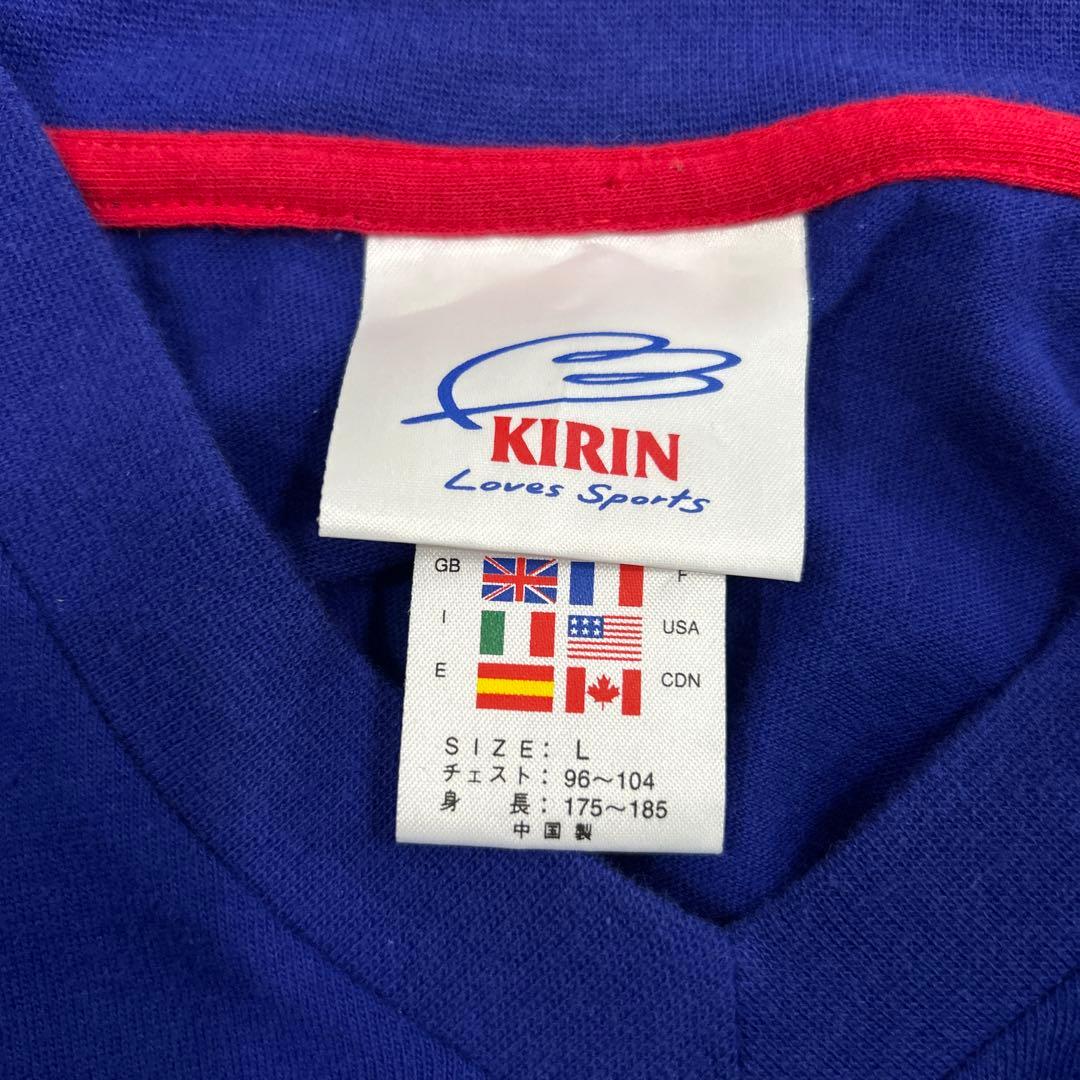 KIRIN
Loves Sports
GB F
I USA
E CDN
SIZE: L
チェスト: 96〜104
身 長: 175〜185
中国製